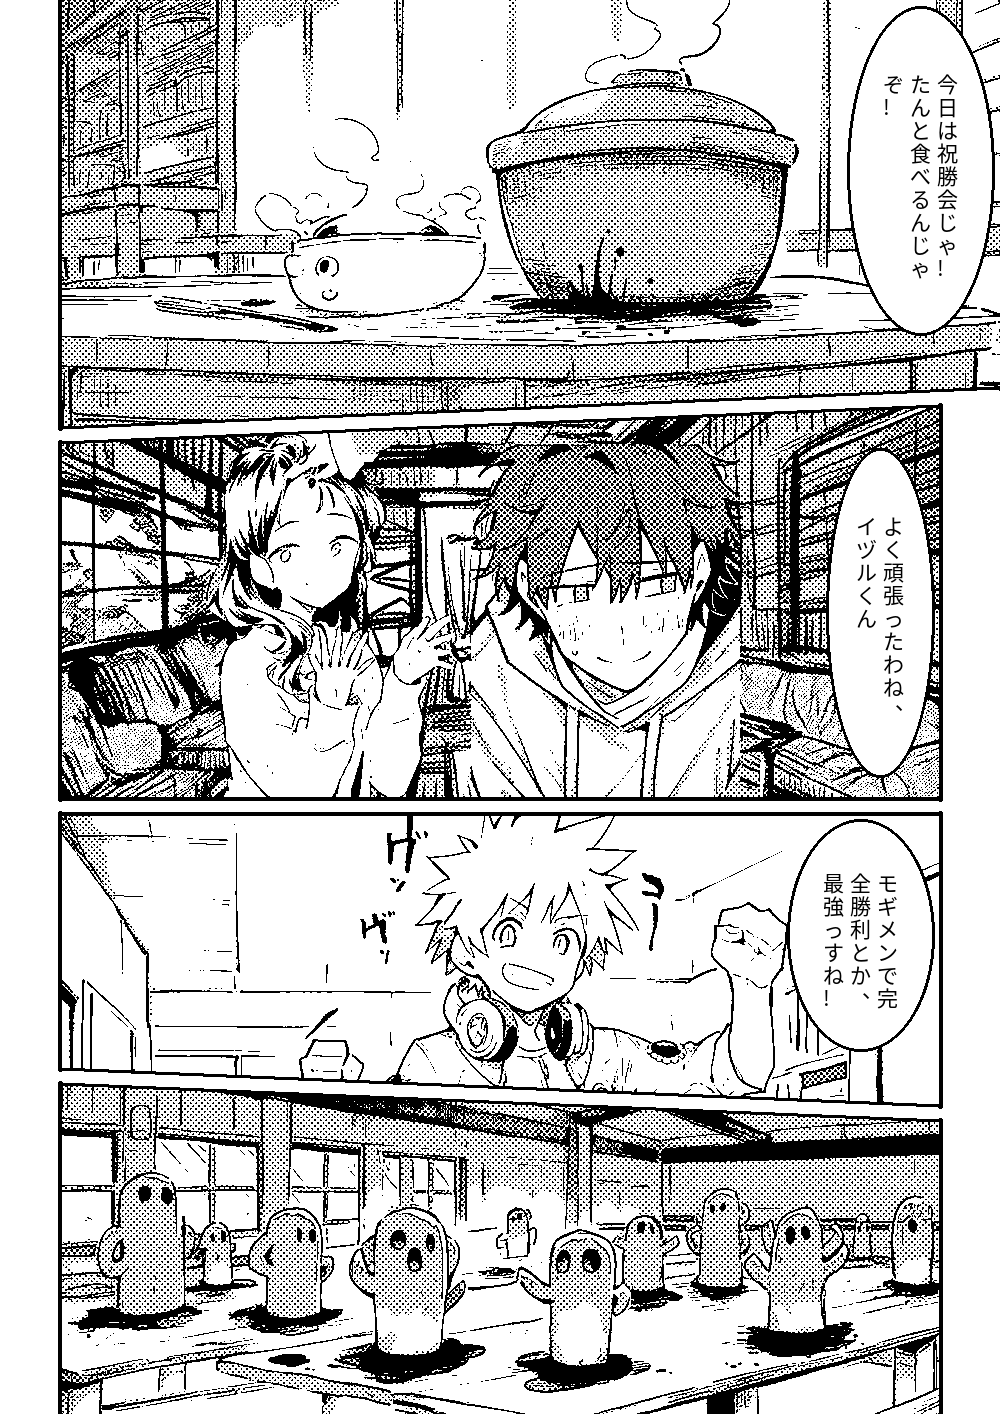 今日は祝勝会じゃ！
たんと食べるんじゃ
ぞ！
よく頑張ったわね、
イヅルくん
モギメンで完
全勝利とか、
最強っすね！
グッ
グッ